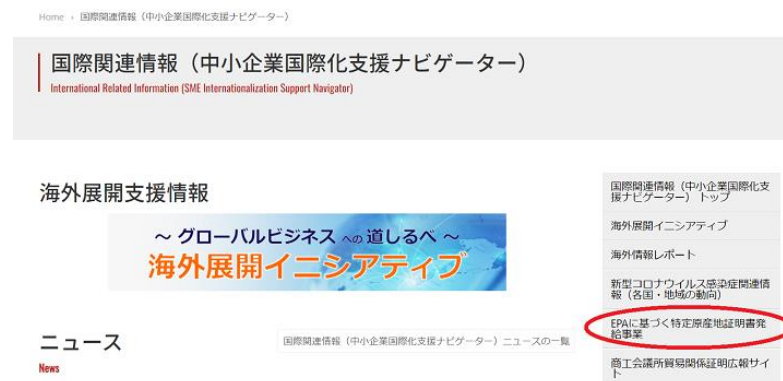 Home › 国際関連情報（中小企業国際化支援ナビゲーター）
国際関連情報（中小企業国際化支援ナビゲーター）
International Related Information (SME Internationalization Support Navigator)
海外展開支援情報
～ グローバルビジネス への 道しるべ ～
海外展開イニシアティブ
ニュース
News
国際関連情報（中小企業国際化支援ナビゲーター）ニュースの一覧
国際関連情報（中小企業国際化支
援ナビゲーター）トップ
海外展開イニシアティブ
海外情報レポート
新型コロナウイルス感染症関連情
報（各国・地域の動向）
EPAに基づく特定原産地証明書発
給事業
商工会議所貿易関係証明広報サイ
ト